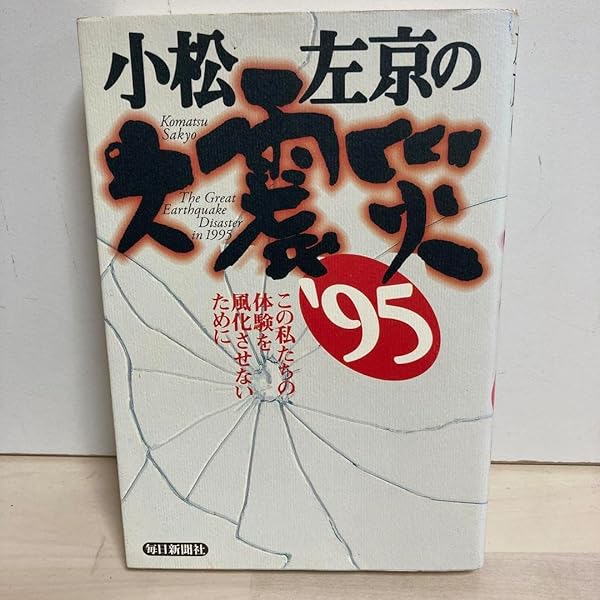 小松左京の
Komatsu
Sakyo
大震災
The Great
Earthquake
Disaster
in 1995
'95
この私たちの
体験を
風化させない
ために
毎日新聞社